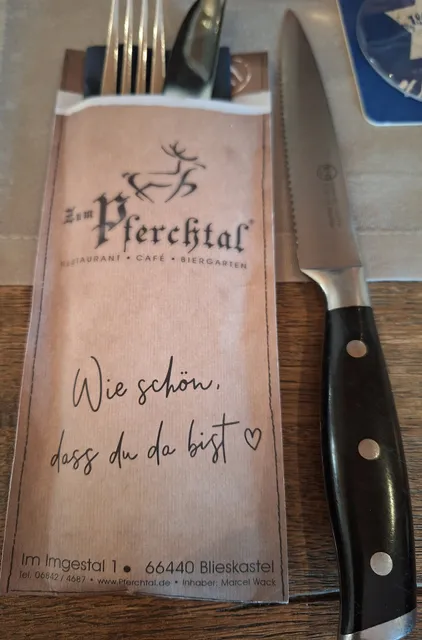 Zum Pferchtal
RESTAURANT • CAFÉ • BIERGARTEN
Wie schön,
dass du da bist ♡
Im Imgestal 1 • 66440 Blieskastel
Tel. 06842 / 4687 • www.Pferchtal.de • Inhaber: Marcel Wack